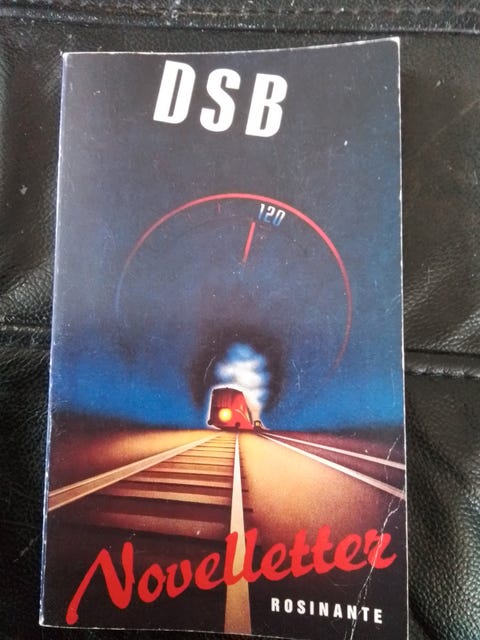 DSB
120
Novelletter
ROSINANTE